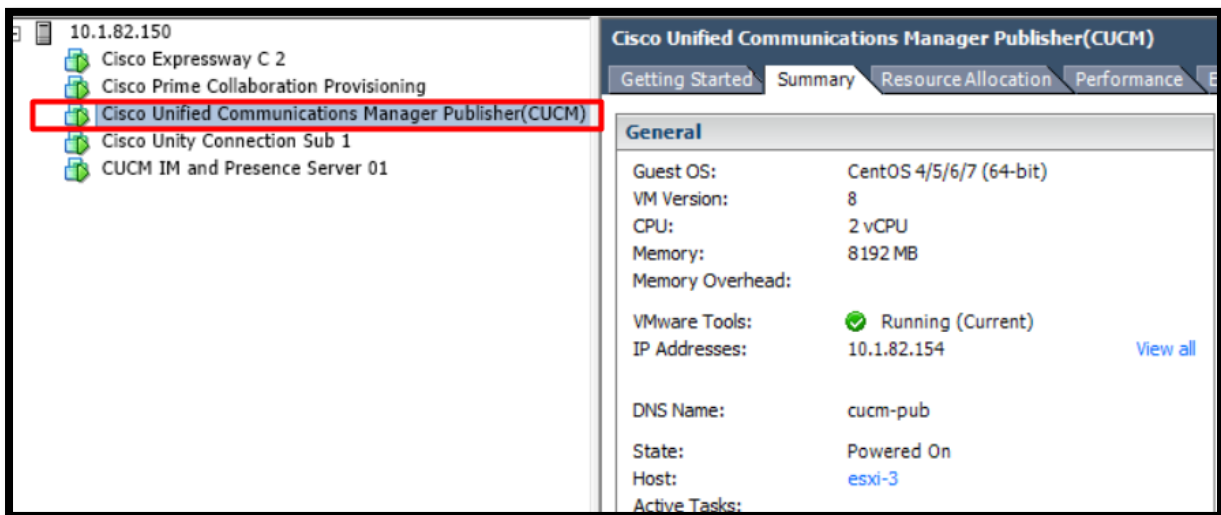 10.1.82.150
Cisco Expressway C 2
Cisco Prime Collaboration Provisioning
Cisco Unified Communications Manager Publisher(CUCM)
Cisco Unity Connection Sub 1
CUCM IM and Presence Server 01
Cisco Unified Communications Manager Publisher(CUCM)
Getting Started Summary Resource Allocation Performance E
General
Guest OS: CentOS 4/5/6/7 (64-bit)
VM Version: 8
CPU: 2 vCPU
Memory: 8192 MB
Memory Overhead:
VMware Tools: Running (Current)
IP Addresses: 10.1.82.154 View all
DNS Name: cucm-pub
State: Powered On
Host: esxi-3
Active Tasks: